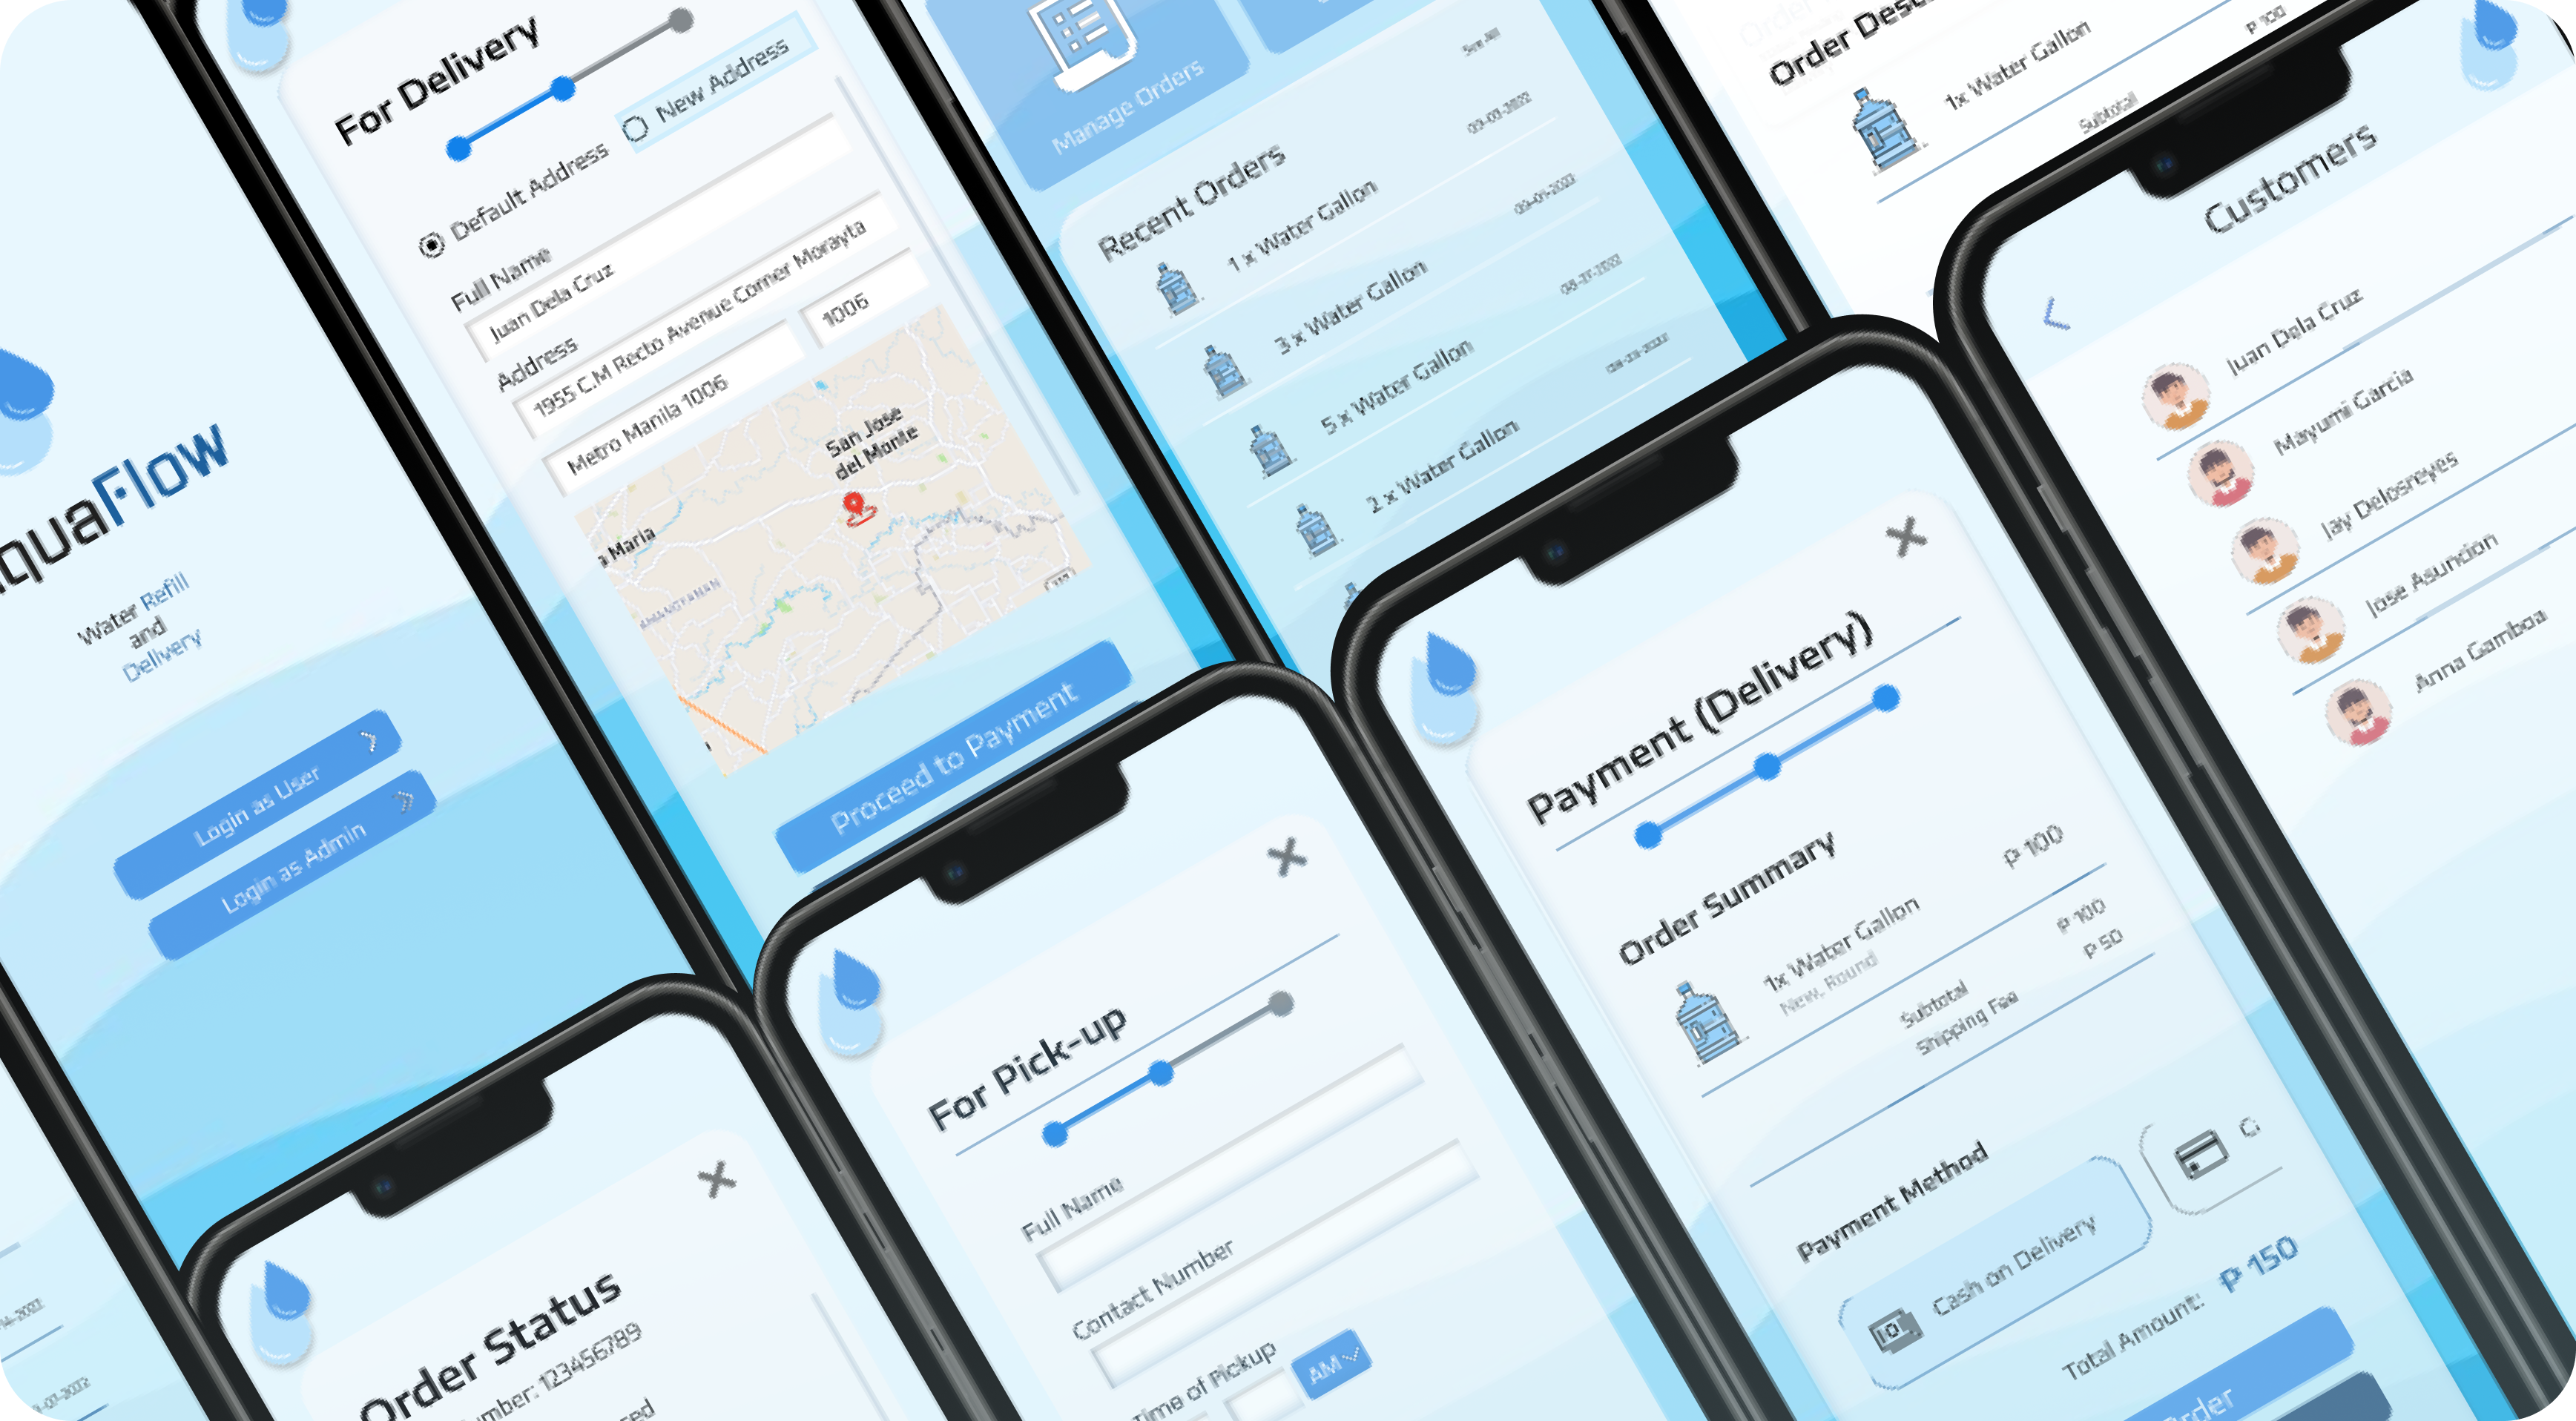 quaFlow
Water Refill
and
Delivery
Login as User
Login as Admin
For Delivery
Default Address
New Address
Full Name
Juan Dela Cruz
Address
1955 C.M Recto Avenue Corner Morayta
Metro Manila 1006
1006
San Jose
del Monte
Maria
Proceed to Payment
Manage Orders
Recent Orders
See All
1 x Water Gallon
3 x Water Gallon
5 x Water Gallon
2 x Water Gallon
Order
1x Water Gallon
₱ 100
Subtotal
Customers
Juan Dela Cruz
Mayumi Garcia
Jay Delosreyes
Jose Asuncion
Anna Gamboa
Order Status
123456789
For Pick-up
Full Name
Contact Number
Time of Pickup
AM
Payment (Delivery)
Order Summary
1x Water Gallon
₱ 100
New, Round
Subtotal
₱ 100
Shipping Fee
₱ 50
Payment Method
Cash on Delivery
Total Amount:
₱ 150
Order